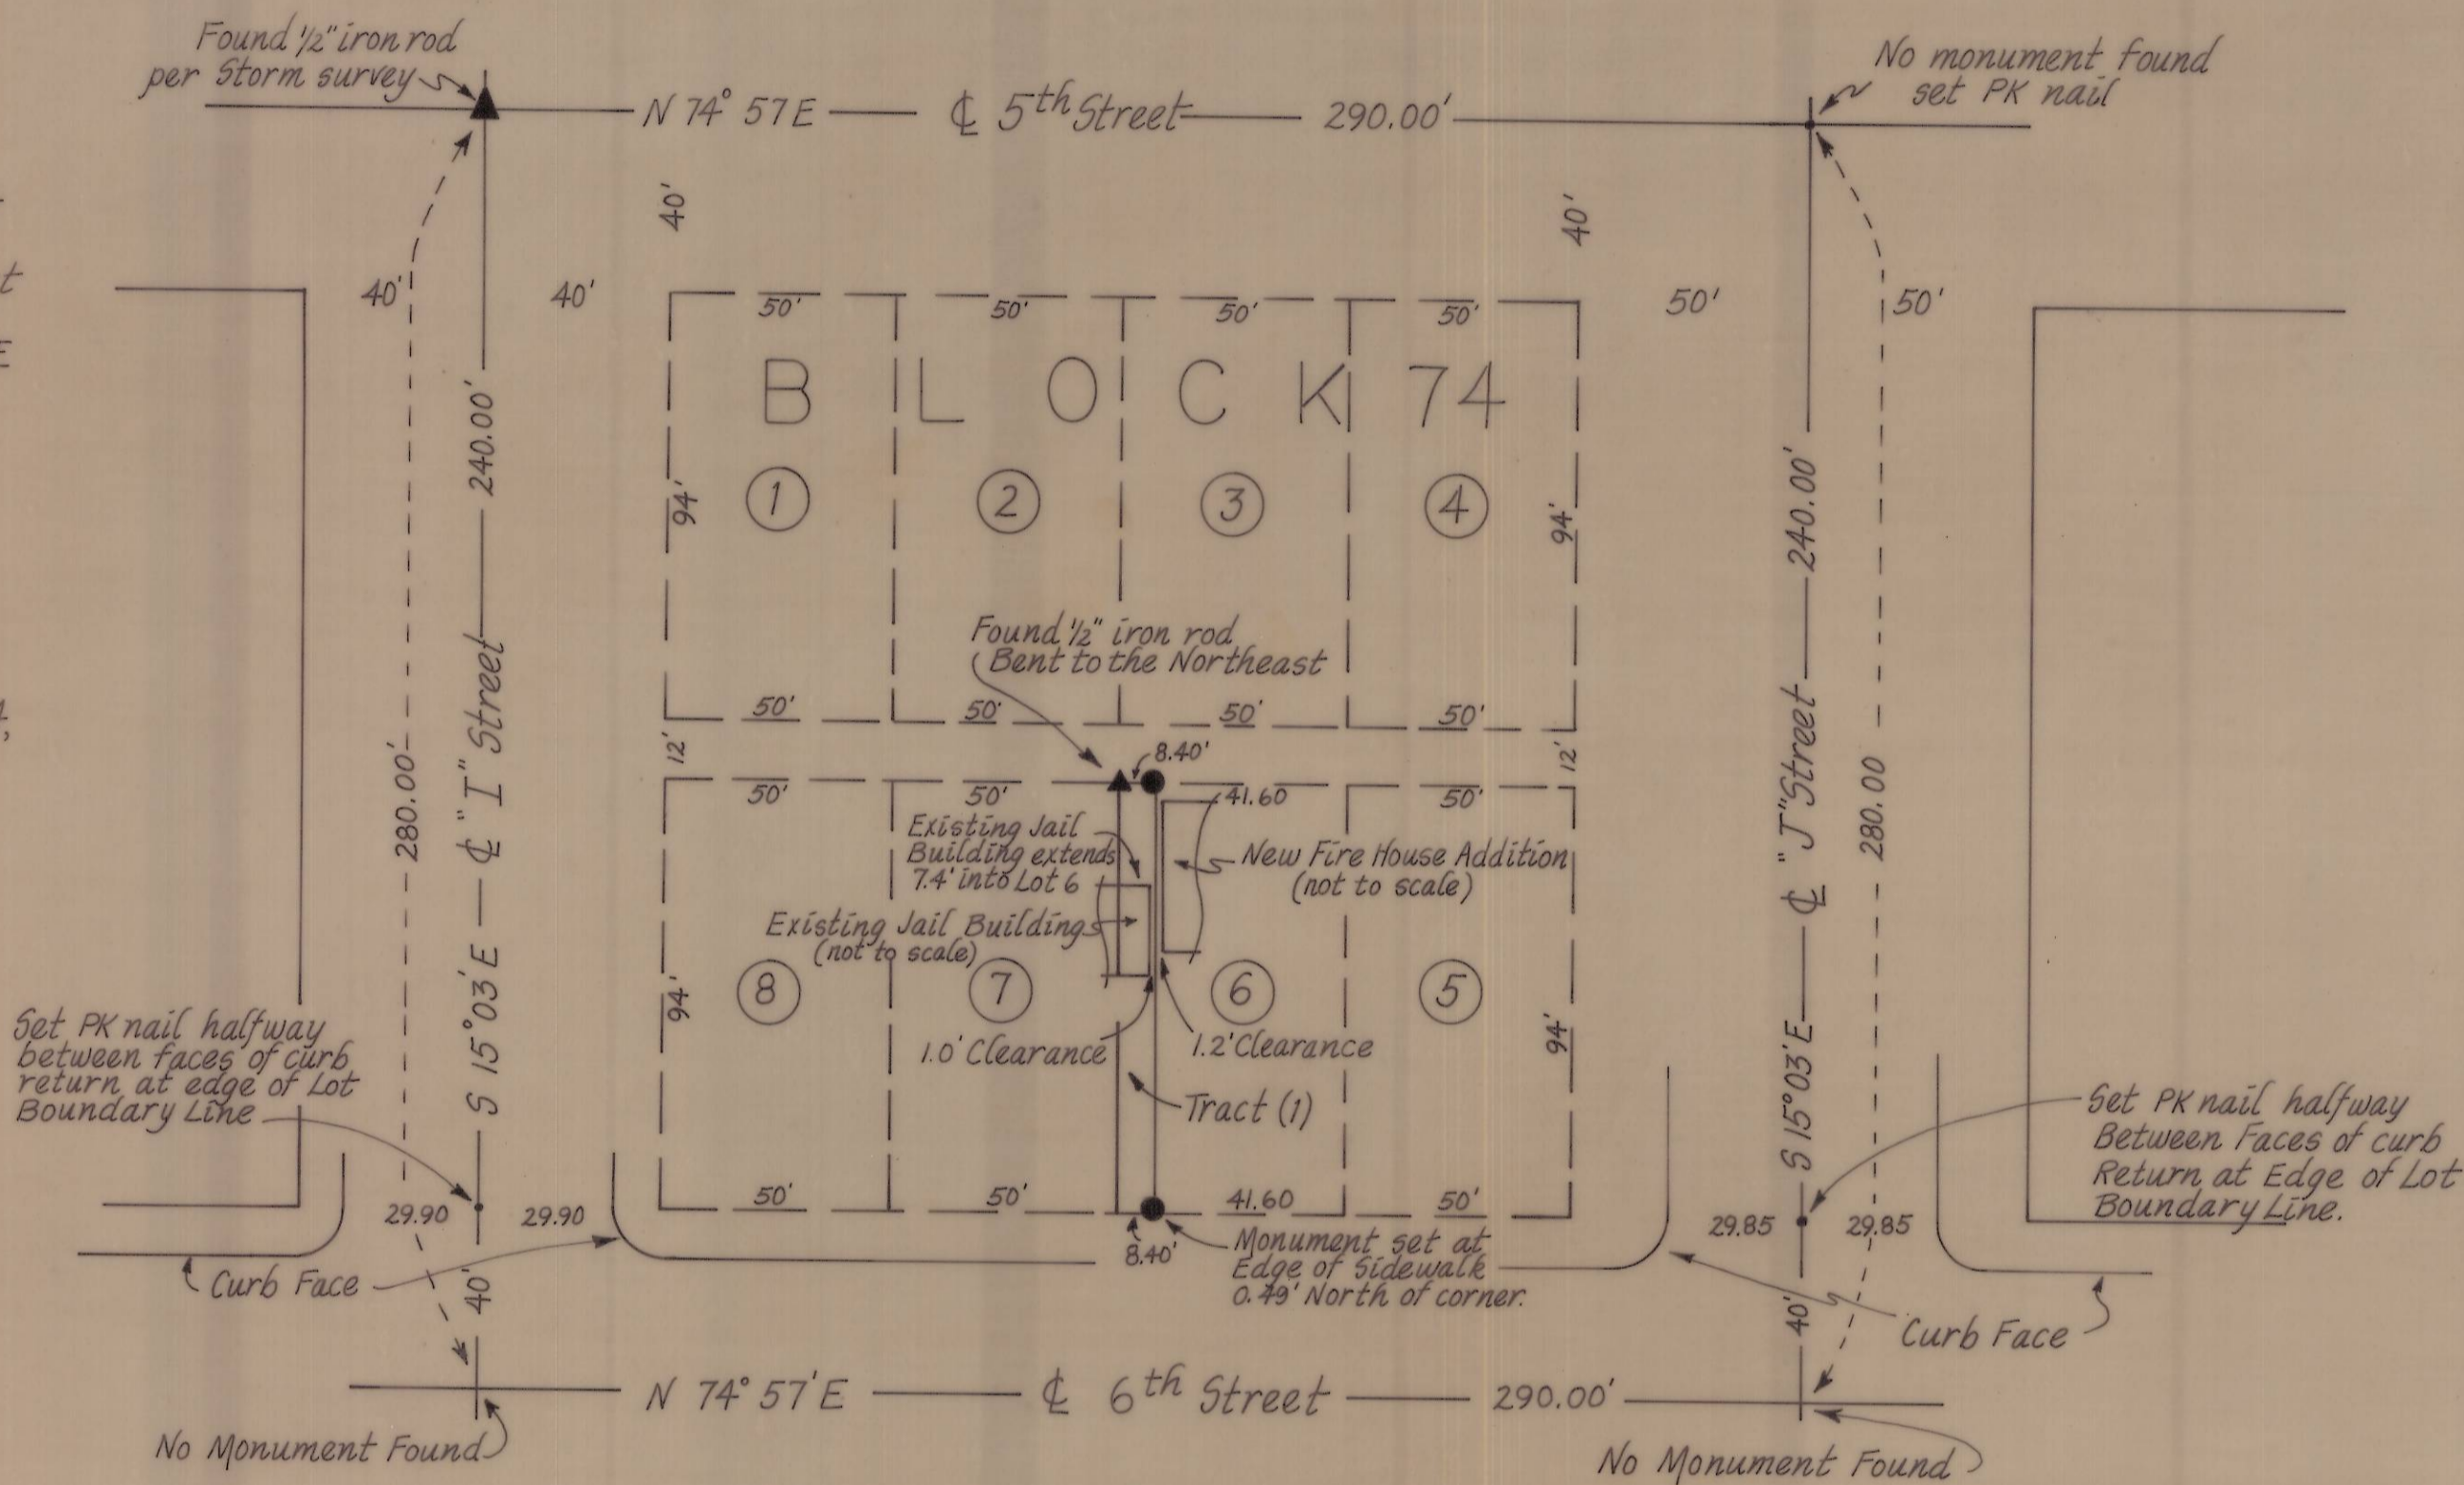 Found 1/2" iron rod
per Storm survey
N 74° 57 E ℄ 5th Street 290.00'
No monument found
set PK nail
40'
40'
40'
40'
50'
50'
50'
50'
50'
50'
BLOCK 74
240.00'
240.00'
94'
1
2
3
4
94'
Found 1/2" iron rod
Bent to the Northeast
50'
50'
50'
50'
12'
8.40'
12'
50'
50'
41.60
50'
280.00'
S 15° 03' E ℄ "I" Street
℄ "J" Street
280.00
S 15° 03' E
Existing Jail
Building extends
7.4' into Lot 6
New Fire House Addition
(not to scale)
Existing Jail Buildings
(not to scale)
94'
8
7
6
5
94'
1.0' Clearance
1.2' Clearance
Tract (1)
Set PK nail halfway
between faces of curb
return at edge of Lot
Boundary Line
Set PK nail halfway
Between Faces of curb
Return at Edge of Lot
Boundary Line.
50'
50'
41.60
50'
29.90
29.90
29.85
29.85
8.40'
Monument set at
Edge of Sidewalk
0.49' North of corner.
Curb Face
40'
40'
Curb Face
N 74° 57' E ℄ 6th Street 290.00'
No Monument Found
No Monument Found